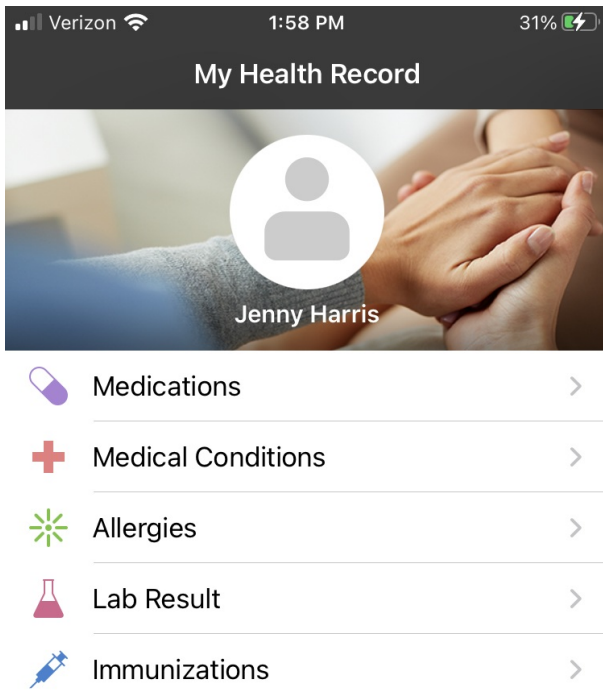 Verizon 1:58 PM 31%
My Health Record
Jenny Harris
Medications
Medical Conditions
Allergies
Lab Result
Immunizations